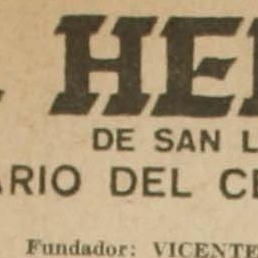 HE
DE SAN L
ARIO DEL CE
Fundador: VICENTE